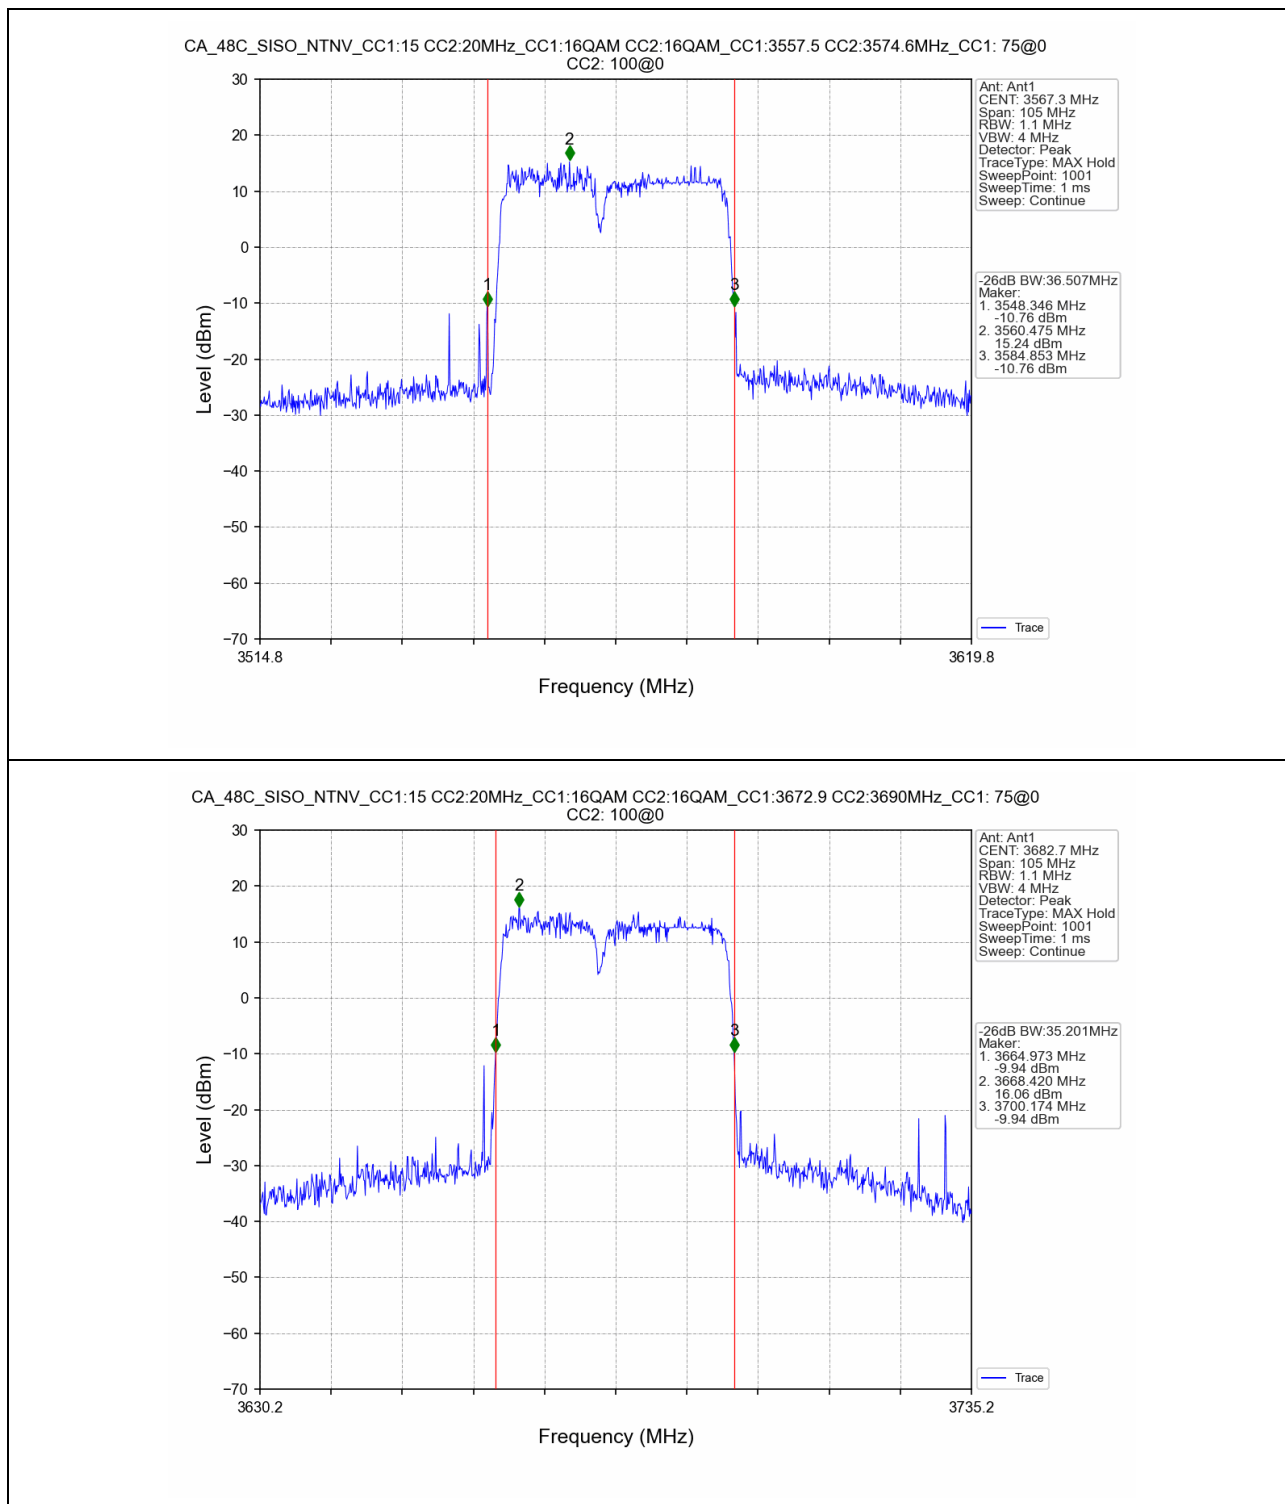 CA_48C_SISO_NTNV_CC1:15 CC2:20MHz_CC1:16QAM CC2:16QAM_CC1:3557.5 CC2:3574.6MHz_CC1: 75@0
CC2: 100@0
30
20
10
0
−10
−20
−30
−40
−50
−60
−70
Level (dBm)
1
2
3
3514.8
3619.8
Frequency (MHz)
Ant: Ant1
CENT: 3567.3 MHz
Span: 105 MHz
RBW: 1.1 MHz
VBW: 4 MHz
Detector: Peak
TraceType: MAX Hold
SweepPoint: 1001
SweepTime: 1 ms
Sweep: Continue
-26dB BW:36.507MHz
Maker:
1. 3548.346 MHz
-10.76 dBm
2. 3560.475 MHz
15.24 dBm
3. 3584.853 MHz
-10.76 dBm
Trace
CA_48C_SISO_NTNV_CC1:15 CC2:20MHz_CC1:16QAM CC2:16QAM_CC1:3672.9 CC2:3690MHz_CC1: 75@0
CC2: 100@0
30
20
10
0
−10
−20
−30
−40
−50
−60
−70
Level (dBm)
1
2
3
3630.2
3735.2
Frequency (MHz)
Ant: Ant1
CENT: 3682.7 MHz
Span: 105 MHz
RBW: 1.1 MHz
VBW: 4 MHz
Detector: Peak
TraceType: MAX Hold
SweepPoint: 1001
SweepTime: 1 ms
Sweep: Continue
-26dB BW:35.201MHz
Maker:
1. 3664.973 MHz
-9.94 dBm
2. 3668.420 MHz
16.06 dBm
3. 3700.174 MHz
-9.94 dBm
Trace